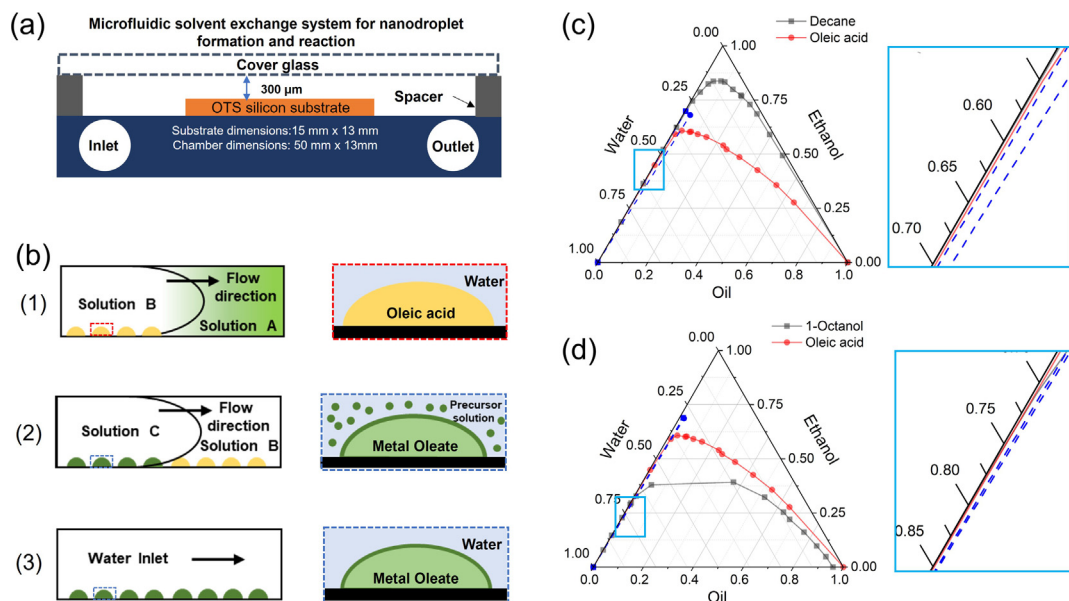 (a)
Microfluidic solvent exchange system for nanodroplet
formation and reaction
Cover glass
300 µm
Spacer
OTS silicon substrate
Inlet
Substrate dimensions:15 mm x 13 mm
Chamber dimensions: 50 mm x 13mm
Outlet
(b)
(1)
Solution B
Flow
direction
Solution A
Water
Oleic acid
(2)
Solution C
Flow
direction
Solution B
Precursor
solution
Metal Oleate
(3)
Water Inlet
Water
Metal Oleate
(c)
Decane
Oleic acid
0.00
1.00
0.25
0.75
0.50
0.50
0.75
0.25
1.00
0.00
Water
Ethanol
0.0
0.2
0.4
0.6
0.8
1.0
Oil
0.60
0.65
0.70
(d)
1-Octanol
Oleic acid
0.00
1.00
0.25
0.75
0.50
0.50
0.75
0.25
1.00
0.00
Water
Ethanol
0.0
0.2
0.4
0.6
0.8
1.0
Oil
0.75
0.80
0.85